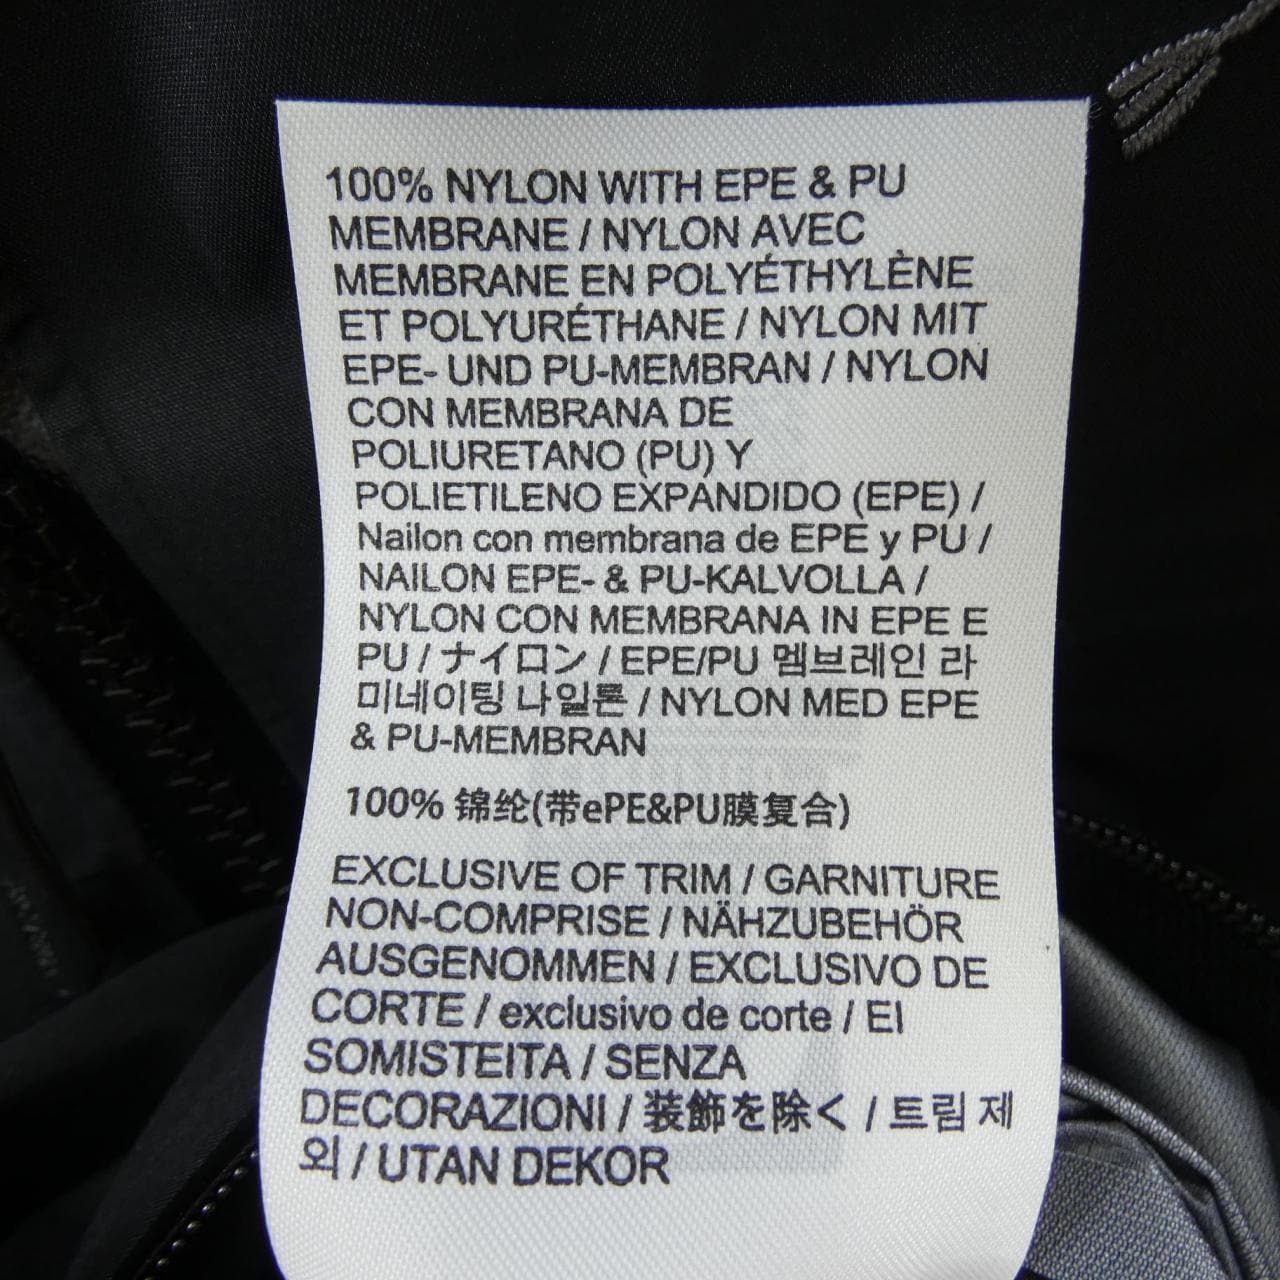 100% NYLON WITH EPE & PU
MEMBRANE / NYLON AVEC
MEMBRANE EN POLYÉTHYLÈNE
ET POLYURÉTHANE / NYLON MIT
EPE- UND PU-MEMBRAN / NYLON
CON MEMBRANA DE
POLIURETANO (PU) Y
POLIETILENO EXPANDIDO (EPE) /
Nailon con membrana de EPE y PU /
NAILON EPE- & PU-KALVOLLA /
NYLON CON MEMBRANA IN EPE E
PU / ナイロン / EPE/PU 멤브레인 라
미네이팅 나일론 / NYLON MED EPE
& PU-MEMBRAN
100% 锦纶(带ePE&PU膜复合)
EXCLUSIVE OF TRIM / GARNITURE
NON-COMPRISE / NÄHZUBEHÖR
AUSGENOMMEN / EXCLUSIVO DE
CORTE / exclusivo de corte / EI
SOMISTEITA / SENZA
DECORAZIONI / 装飾を除く / 트림 제
외 / UTAN DEKOR